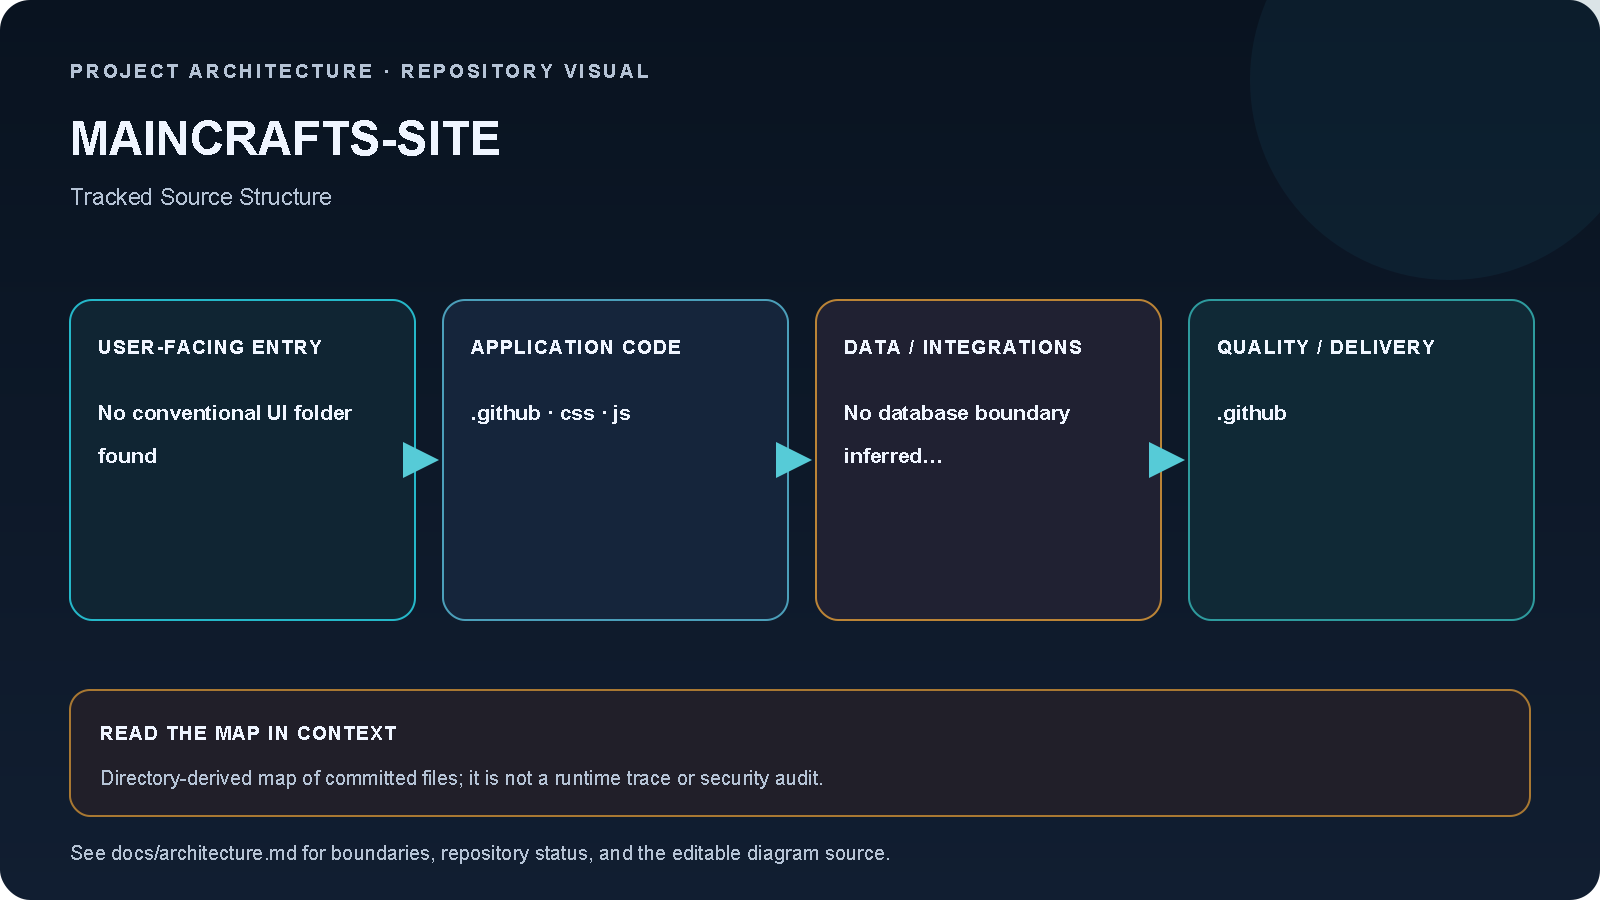 PROJECT ARCHITECTURE · REPOSITORY VISUAL
MAINCRAFTS-SITE
Tracked Source Structure
USER-FACING ENTRY
No conventional UI folder
found
APPLICATION CODE
.github · css · js
DATA / INTEGRATIONS
No database boundary
inferred…
QUALITY / DELIVERY
.github
READ THE MAP IN CONTEXT
Directory-derived map of committed files; it is not a runtime trace or security audit.
See docs/architecture.md for boundaries, repository status, and the editable diagram source.